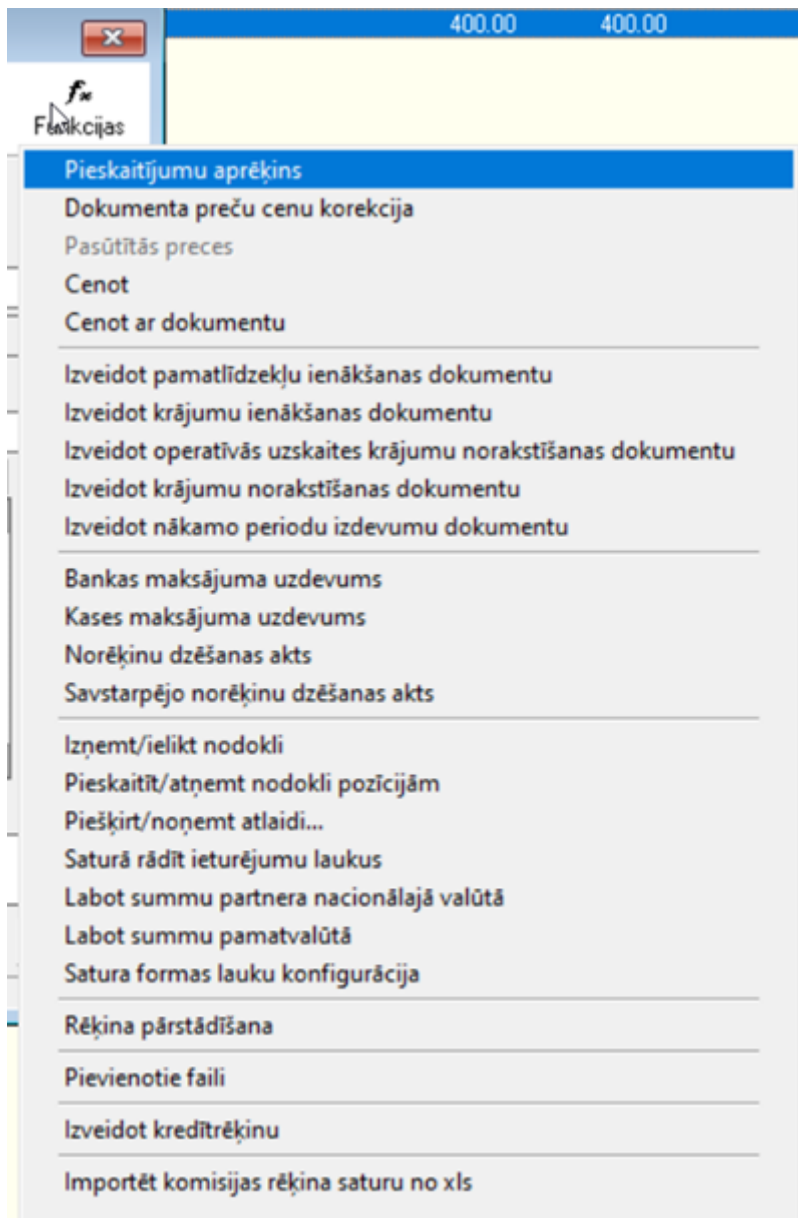 400.00 400.00
Funkcijas
Pieskaitījumu aprēķins
Dokumenta preču cenu korekcija
Pasūtītās preces
Cenot
Cenot ar dokumentu
Izveidot pamatlīdzekļu ienākšanas dokumentu
Izveidot krājumu ienākšanas dokumentu
Izveidot operatīvās uzskaites krājumu norakstīšanas dokumentu
Izveidot krājumu norakstīšanas dokumentu
Izveidot nākamo periodu izdevumu dokumentu
Bankas maksājuma uzdevums
Kases maksājuma uzdevums
Norēķinu dzēšanas akts
Savstarpējo norēķinu dzēšanas akts
Izņemt/ielikt nodokli
Pieskaitīt/atņemt nodokli pozīcijām
Piešķirt/noņemt atlaidi...
Saturā rādīt ieturējumu laukus
Labot summu partnera nacionālajā valūtā
Labot summu pamatvalūtā
Satura formas lauku konfigurācija
Rēķina pārstādīšana
Pievienotie faili
Izveidot kredītrēķinu
Importēt komisijas rēķina saturu no xls